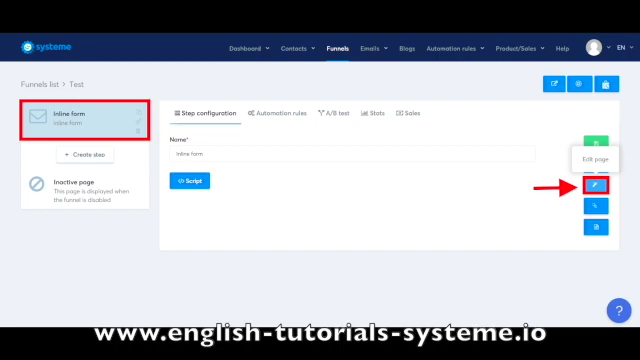 systeme
Dashboard Contacts Funnels Emails Blogs Automation rules Product/Sales Help EN
Funnels list > Test
Inline form
Inline form
+ Create step
Inactive page
This page is displayed when
the funnel is disabled
Step configuration Automation rules A/B test Stats Sales
Name*
Inline form
</> Script
Edit page
?
www.english-tutorials-systeme.io